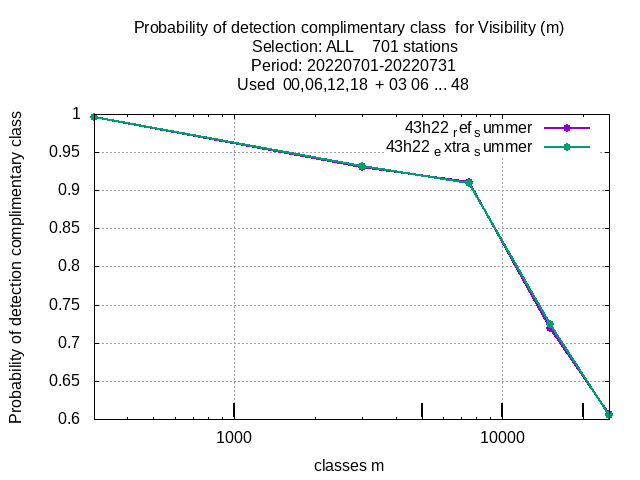 Probability of detection complimentary class  for Visibility (m)
Selection: ALL    701 stations
Period: 20220701-20220731
Used  00,06,12,18  + 03 06 ... 48
Probability of detection complimentary class
1
0.95
0.9
0.85
0.8
0.75
0.7
0.65
0.6
43h22 ref summer
43h22 extra summer
1000
10000
classes m